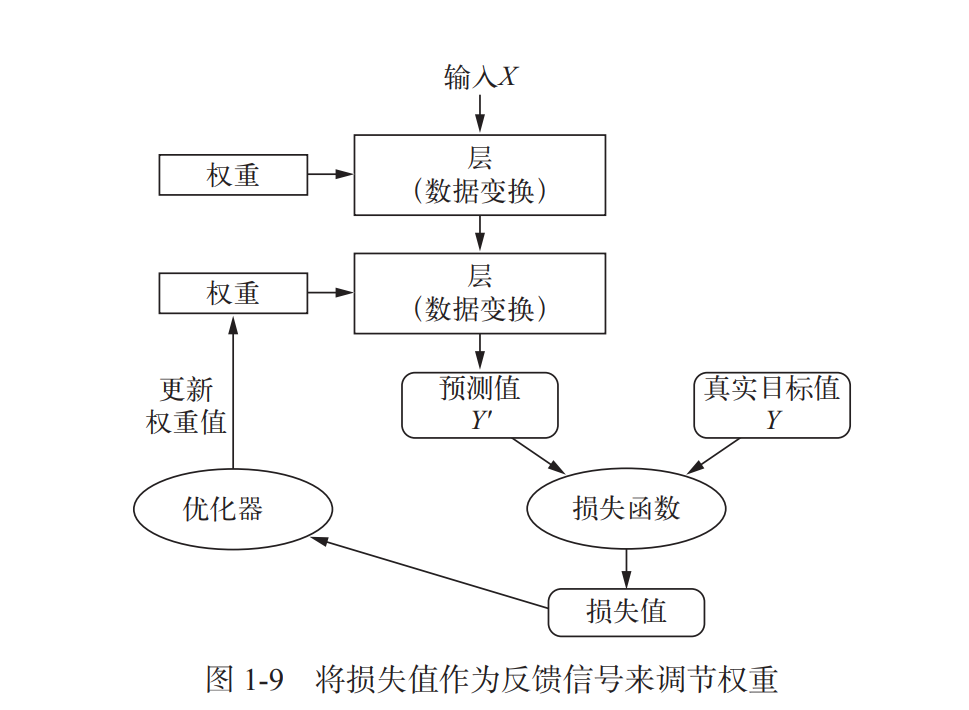 输入X
权重
层
（数据变换）
权重
层
（数据变换）
更新
权重值
预测值
Y′
真实目标值
Y
优化器
损失函数
损失值
图 1-9 将损失值作为反馈信号来调节权重